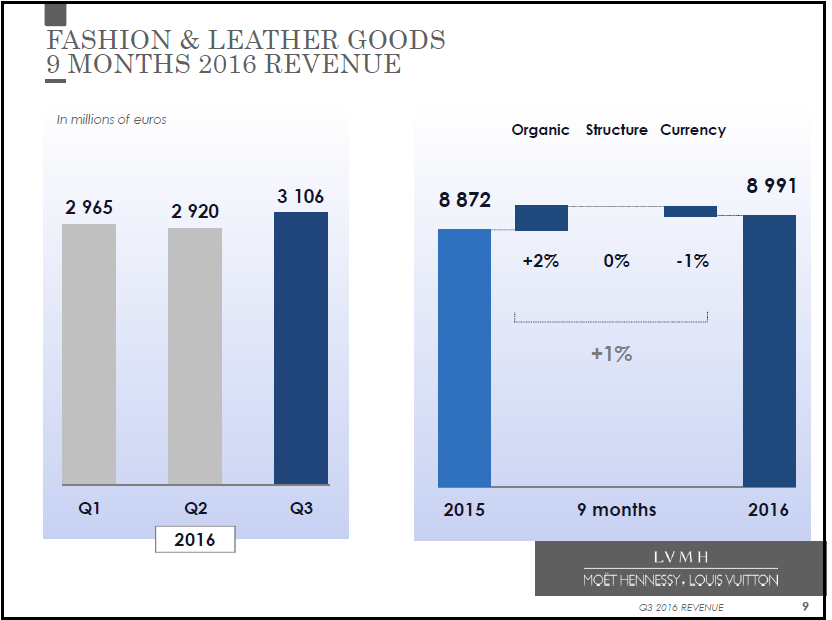 FASHION & LEATHER GOODS
9 MONTHS 2016 REVENUE
In millions of euros
2 965
2 920
3 106
Q1
Q2
Q3
2016
Organic Structure Currency
8 872
8 991
+2%
0%
-1%
+1%
2015
9 months
2016
LVMH
MOËT HENNESSY . LOUIS VUITTON
Q3 2016 REVENUE
9